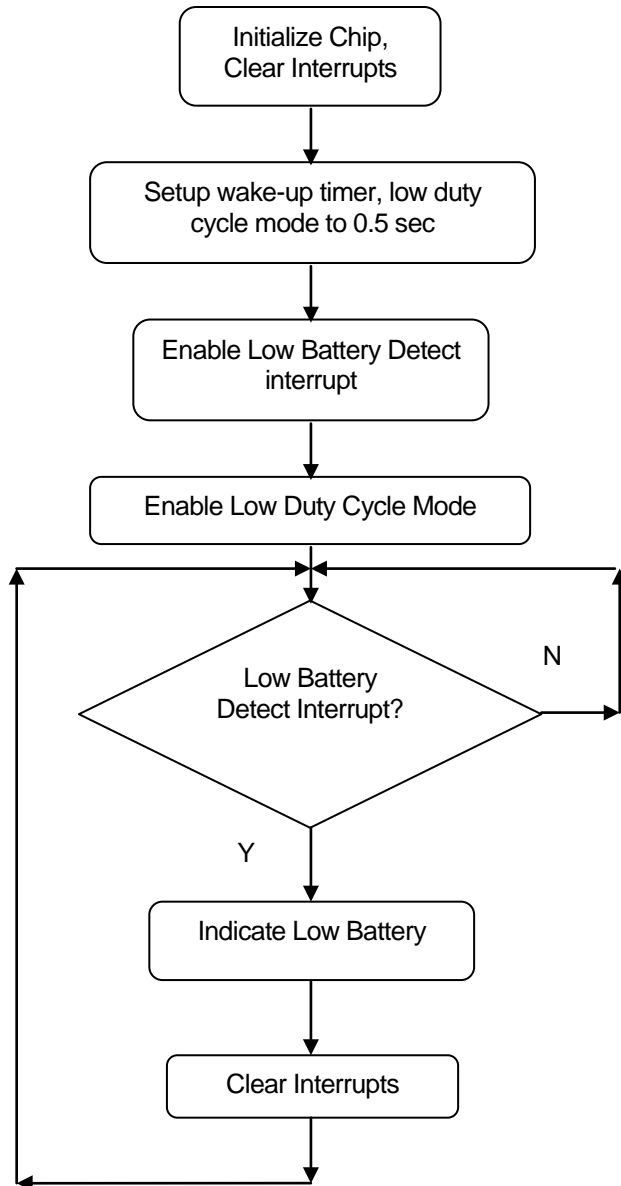 Initialize Chip,
Clear Interrupts
Setup wake-up timer, low duty
cycle mode to 0.5 sec
Enable Low Battery Detect
interrupt
Enable Low Duty Cycle Mode
Low Battery
Detect Interrupt?
N
Y
Indicate Low Battery
Clear Interrupts